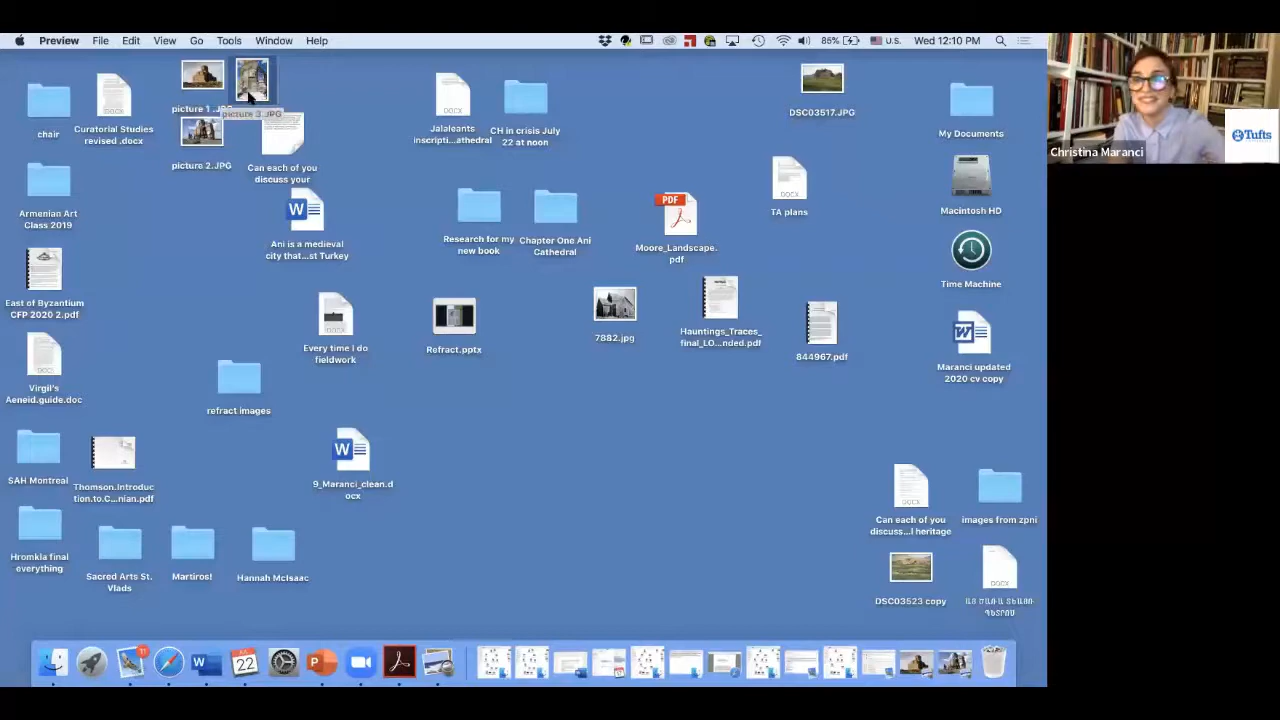 Preview File Edit View Go Tools Window Help
85% U.S. Wed 12:10 PM
Christina Maranci
Tufts
chair
Curatorial Studies
revised .docx
picture 1 .JPG
picture 3.JPG
picture 2.JPG
Can each of you
discuss your
DOCX
Jalaleants
inscripti...athedral
CH in crisis July
22 at noon
DSC03517.JPG
My Documents
Armenian Art
Class 2019
Ani is a medieval
city that...st Turkey
Research for my
new book
Chapter One Ani
Cathedral
PDF
Moore_Landscape.
pdf
DOCX
TA plans
Macintosh HD
Time Machine
East of Byzantium
CFP 2020 2.pdf
DOCX
Every time i do
fieldwork
Refract.pptx
7882.jpg
Hauntings_Traces_
final_LO...nded.pdf
844967.pdf
Maranci updated
2020 cv copy
Virgil's
Aeneid.guide.doc
refract images
SAH Montreal
Thomson.Introduc
tion.to.C...nian.pdf
9_Maranci_clean.d
ocx
DOCX
Can each of you
discuss...l heritage
images from zpni
Hromkla final
everything
Sacred Arts St.
Vlads
Martiros!
Hannah McIsaac
DSC03523 copy
DOCX
JUL
22